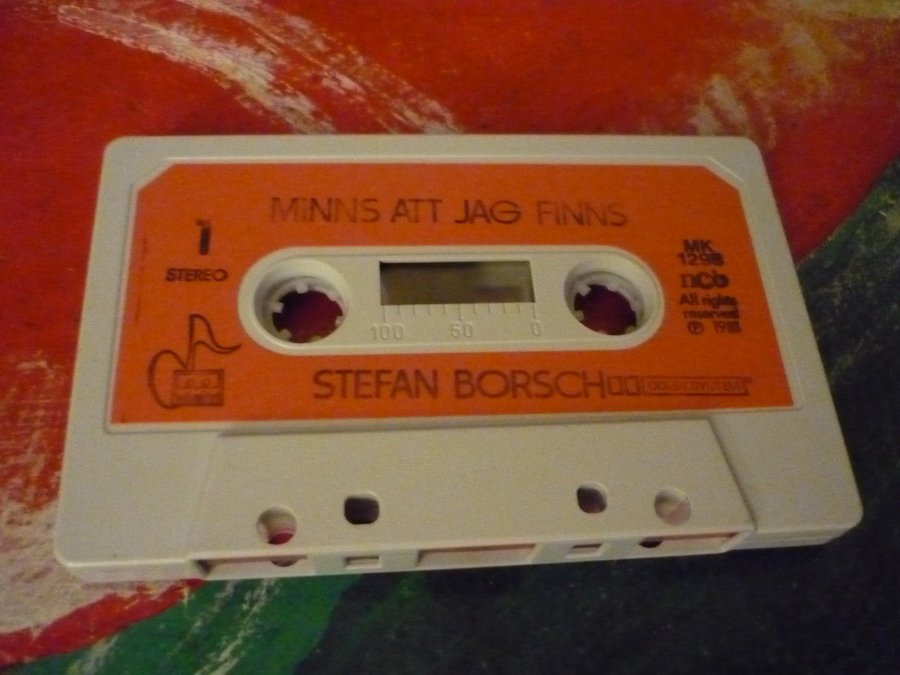 MiNNS ATT JAG FiNNS
1
STEREO
MK
1298
ncb
All rights
reserved
℗ 1981
100 50 0
STEFAN BORSCH
DOLBY SYSTEM